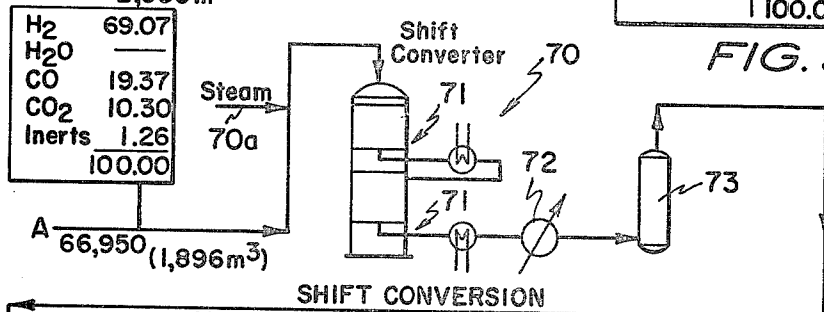 H2 69.07
H2O —
CO 19.37
CO2 10.30
Inerts 1.26
100.00
100.0
FIG.
Shift
Converter
70
Steam
70a
71
W
72
73
71
M
A 66,950 (1,896m³)
SHIFT CONVERSION